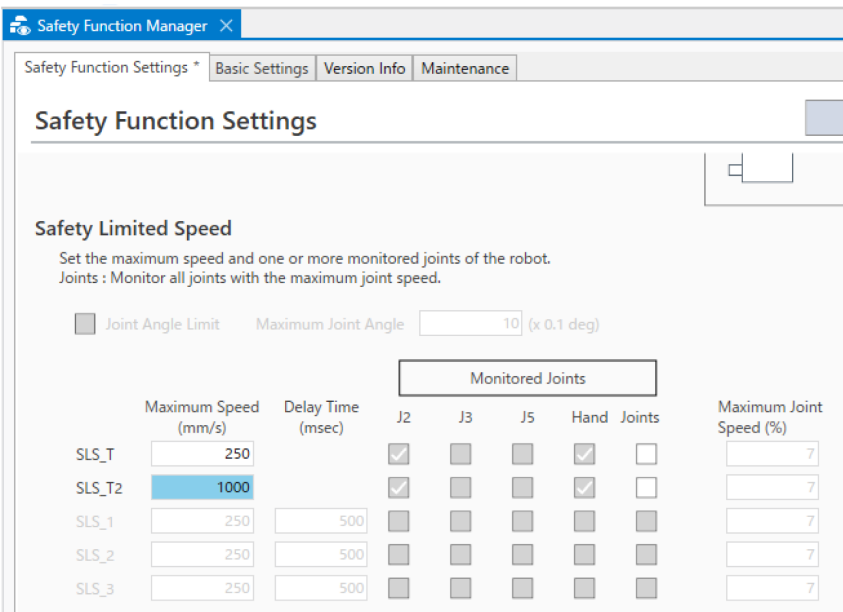 Safety Function Manager
Safety Function Settings * Basic Settings Version Info Maintenance
Safety Function Settings
Safety Limited Speed
Set the maximum speed and one or more monitored joints of the robot.
Joints : Monitor all joints with the maximum joint speed.
Joint Angle Limit Maximum Joint Angle 10 (x 0.1 deg)
Monitored Joints
Maximum Speed (mm/s) Delay Time (msec) J2 J3 J5 Hand Joints Maximum Joint Speed (%)
SLS_T 250 7
SLS_T2 1000 7
SLS_1 250 500 7
SLS_2 250 500 7
SLS_3 250 500 7